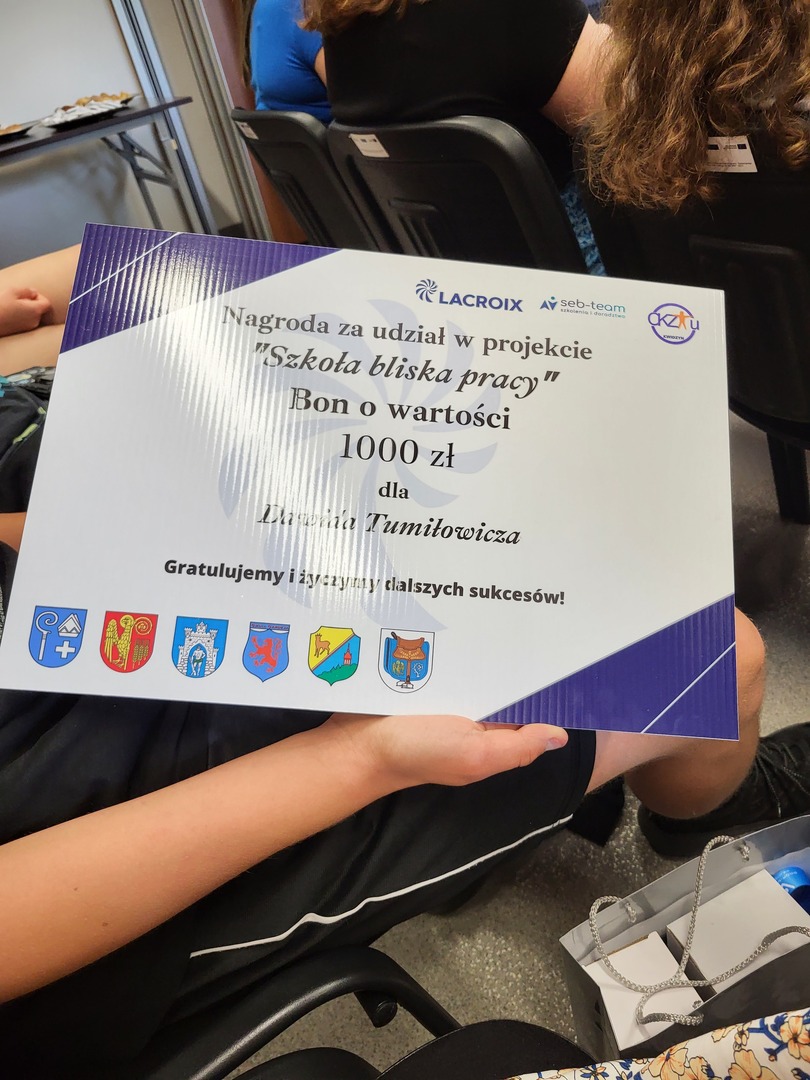 LACROIX
seb-team
szkolenia i doradztwo
CKZiU
KWIDZYN
Nagroda za udział w projekcie
"Szkoła bliska pracy"
Bon o wartości
1000 zł
dla
Dawida Tumiłowicza
Gratulujemy i życzymy dalszych sukcesów!